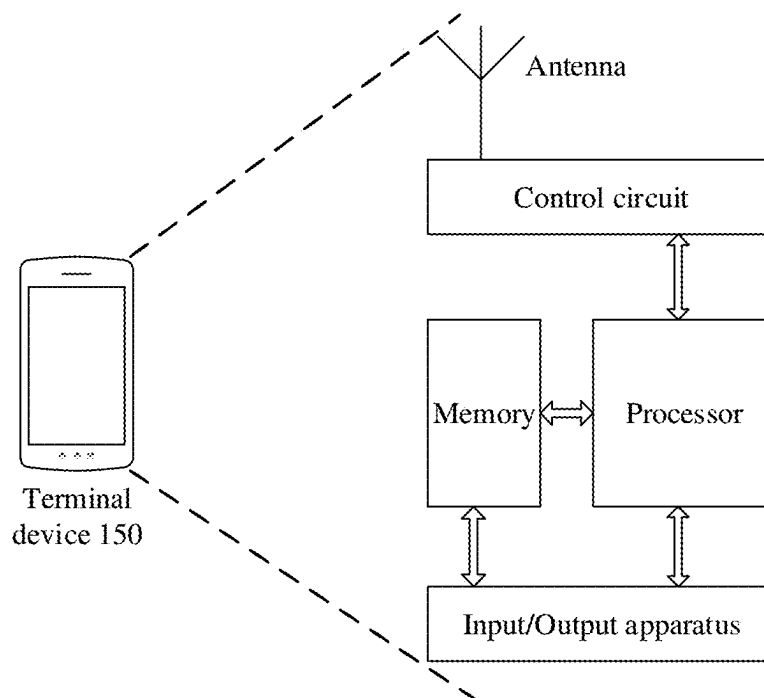 Antenna
Control circuit
Memory
Processor
Terminal
device 150
Input/Output apparatus